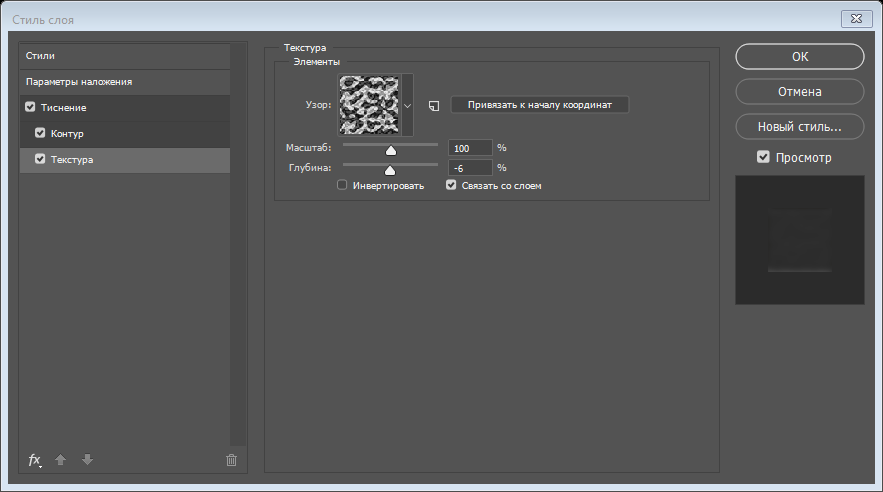 Стиль слоя
Стили
Параметры наложения
Тиснение
Контур
Текстура
fx
Текстура
Элементы
Узор:
Привязать к началу координат
Масштаб: 100 %
Глубина: -6 %
Инвертировать Связать со слоем
ОК
Отмена
Новый стиль...
Просмотр